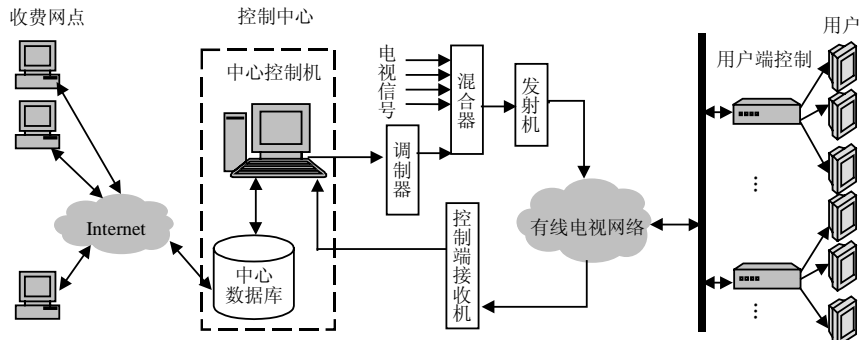 收费网点
控制中心
用户
中心控制机
电视信号
混合器
发射机
用户端控制
调制器
Internet
有线电视网络
控制端接收机
中心
数据库
…
…